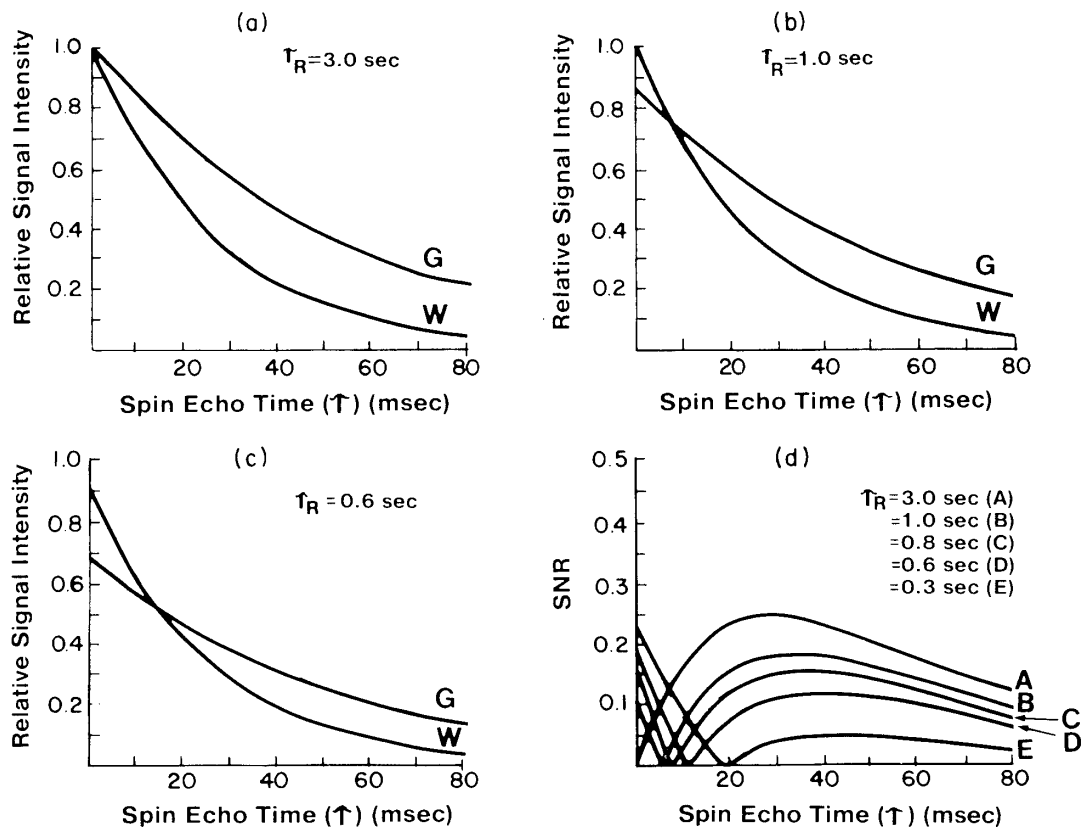 (a)
↑R=3.0 sec
Relative Signal Intensity
1.0
0.8
0.6
0.4
0.2
G
W
20 40 60 80
Spin Echo Time (↑) (msec)
(b)
↑R=1.0 sec
Relative Signal Intensity
1.0
0.8
0.6
0.4
0.2
G
W
20 40 60 80
Spin Echo Time (↑) (msec)
(c)
↑R = 0.6 sec
Relative Signal Intensity
1.0
0.8
0.6
0.4
0.2
G
W
20 40 60 80
Spin Echo Time (↑) (msec)
(d)
↑R=3.0 sec (A)
=1.0 sec (B)
=0.8 sec (C)
=0.6 sec (D)
=0.3 sec (E)
SNR
0.5
0.4
0.3
0.2
0.1
A
B
C
D
E
20 40 60 80
Spin Echo Time (↑) (msec)